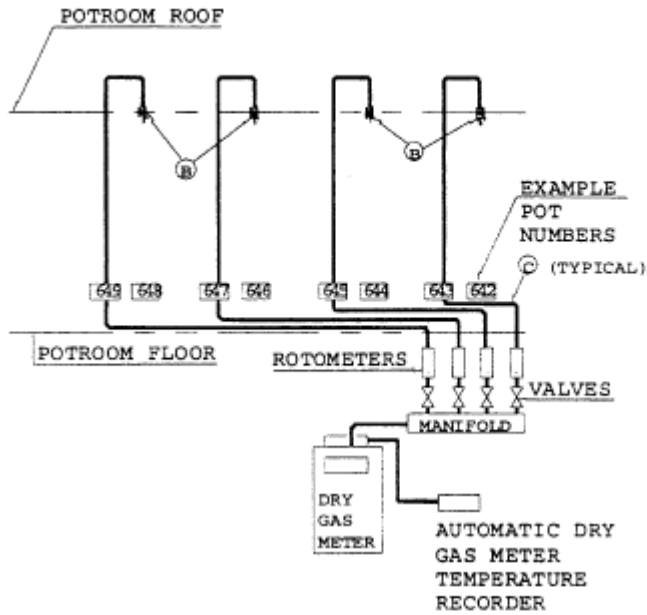 POTROOM ROOF
B
B
EXAMPLE
POT
NUMBERS
C (TYPICAL)
649 648 647 646 645 644 643 642
POTROOM FLOOR
ROTOMETERS
VALVES
MANIFOLD
DRY
GAS
METER
AUTOMATIC DRY
GAS METER
TEMPERATURE
RECORDER